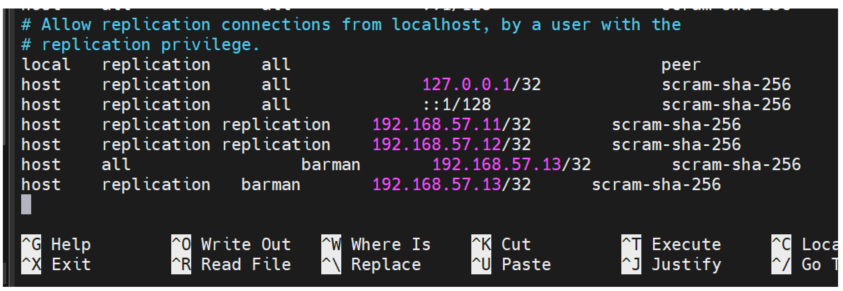 # Allow replication connections from localhost, by a user with the
# replication privilege.
local replication all peer
host replication all 127.0.0.1/32 scram-sha-256
host replication all ::1/128 scram-sha-256
host replication replication 192.168.57.11/32 scram-sha-256
host replication replication 192.168.57.12/32 scram-sha-256
host all barman 192.168.57.13/32 scram-sha-256
host replication barman 192.168.57.13/32 scram-sha-256
^G Help ^O Write Out ^W Where Is ^K Cut ^T Execute ^C Loca
^X Exit ^R Read File ^\ Replace ^U Paste ^J Justify ^/ Go T